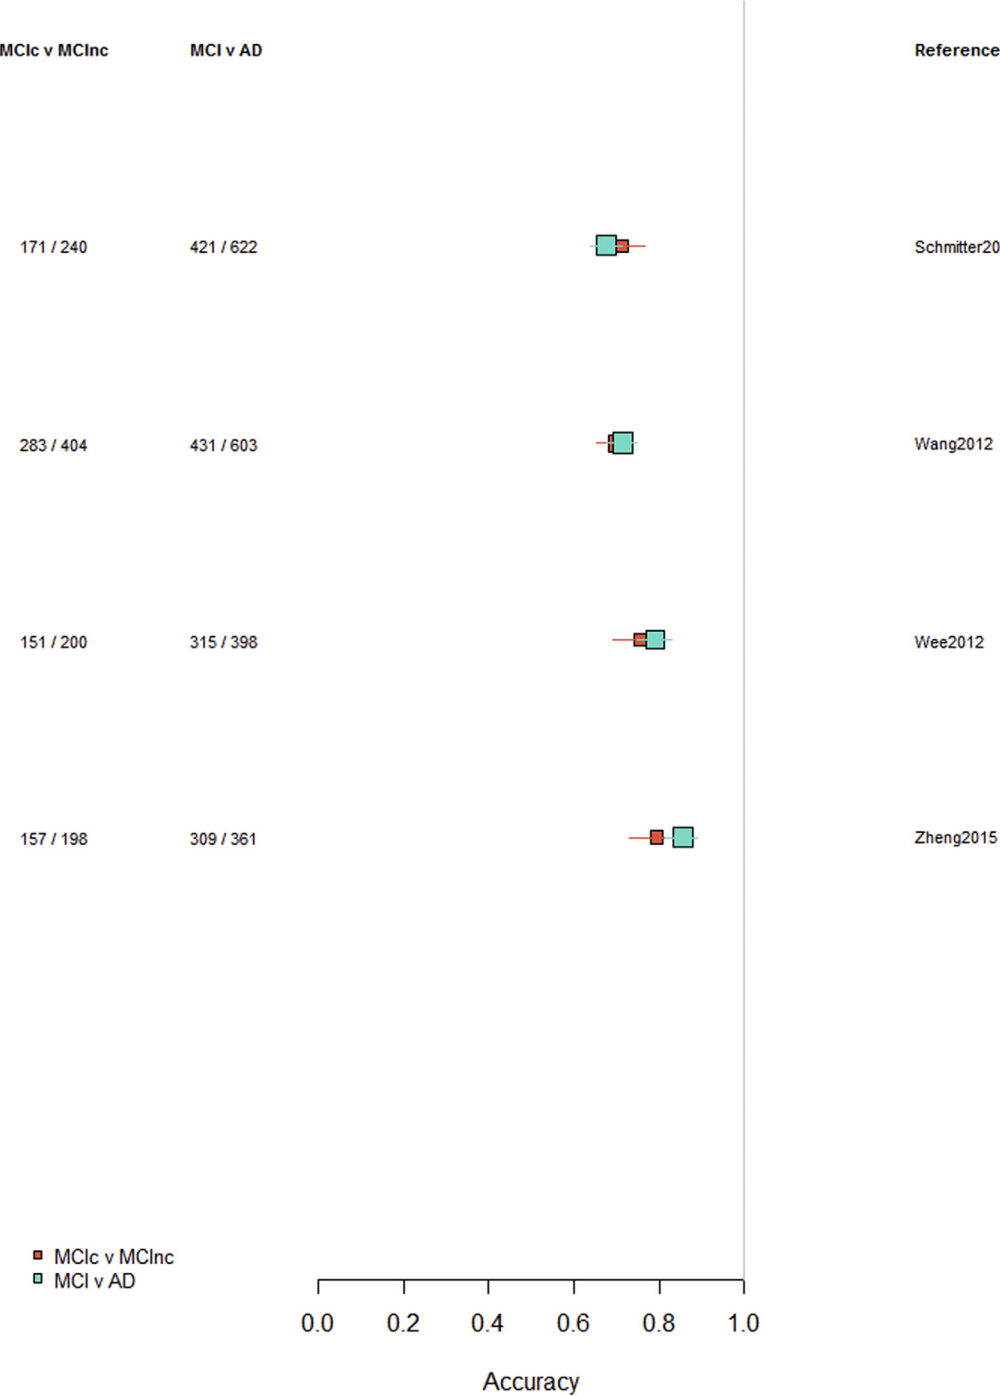 MCIc v MCInc MCI v AD Reference
171 / 240 421 / 622 Schmitter20
283 / 404 431 / 603 Wang2012
151 / 200 315 / 398 Wee2012
157 / 198 309 / 361 Zheng2015
MCIc v MCInc
MCI v AD
0.0 0.2 0.4 0.6 0.8 1.0
Accuracy